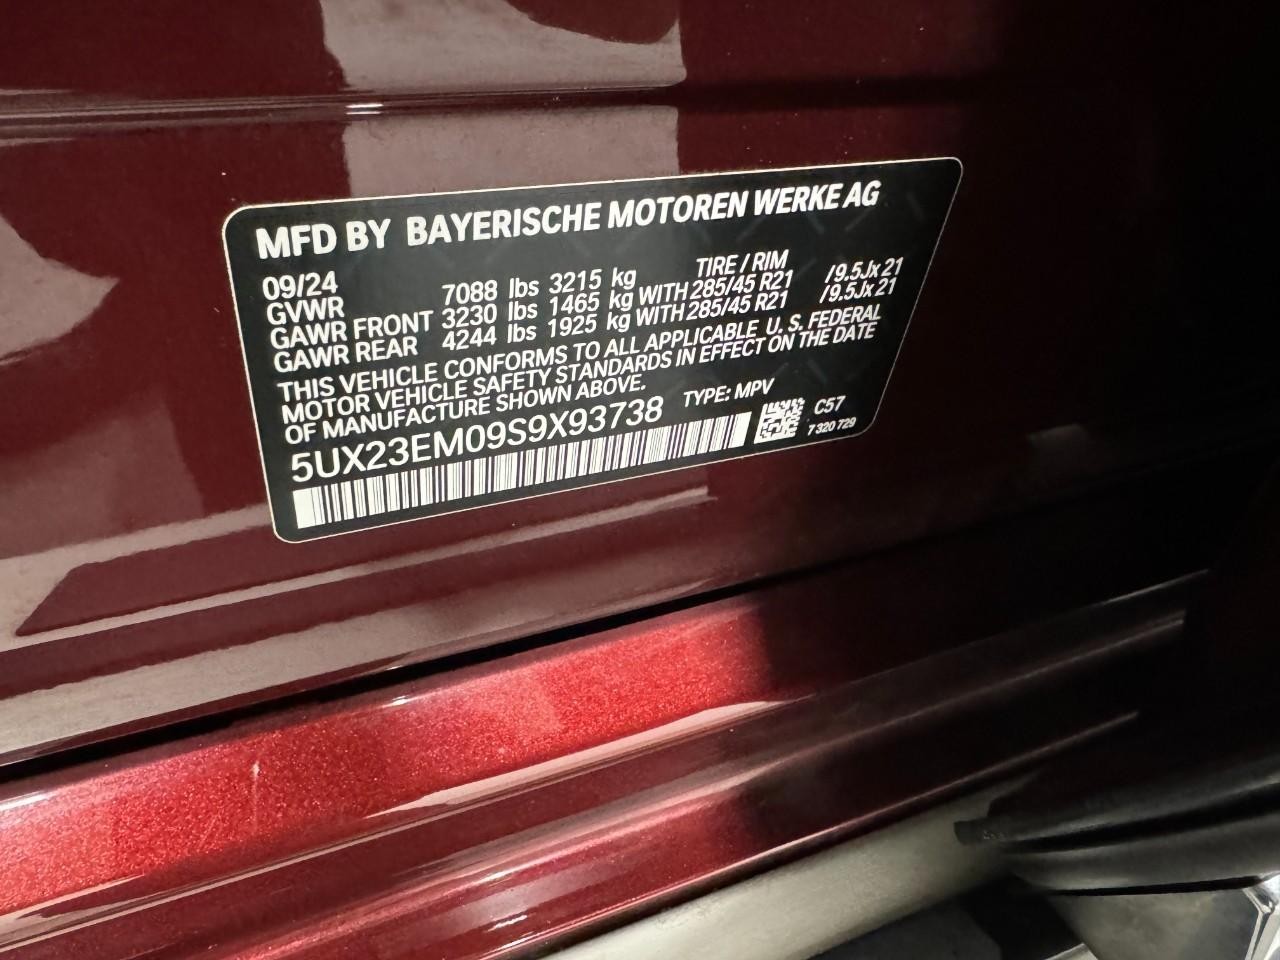 MFD BY BAYERISCHE MOTOREN WERKE AG
09/24 TIRE / RIM
GVWR 7088 lbs 3215 kg
GAWR FRONT 3230 lbs 1465 kg WITH 285/45 R21 /9.5Jx21
GAWR REAR 4244 lbs 1925 kg WITH 285/45 R21 /9.5Jx21
THIS VEHICLE CONFORMS TO ALL APPLICABLE U. S. FEDERAL
MOTOR VEHICLE SAFETY STANDARDS IN EFFECT ON THE DATE
OF MANUFACTURE SHOWN ABOVE.
5UX23EM09S9X93738 TYPE: MPV
C57
7 320 729